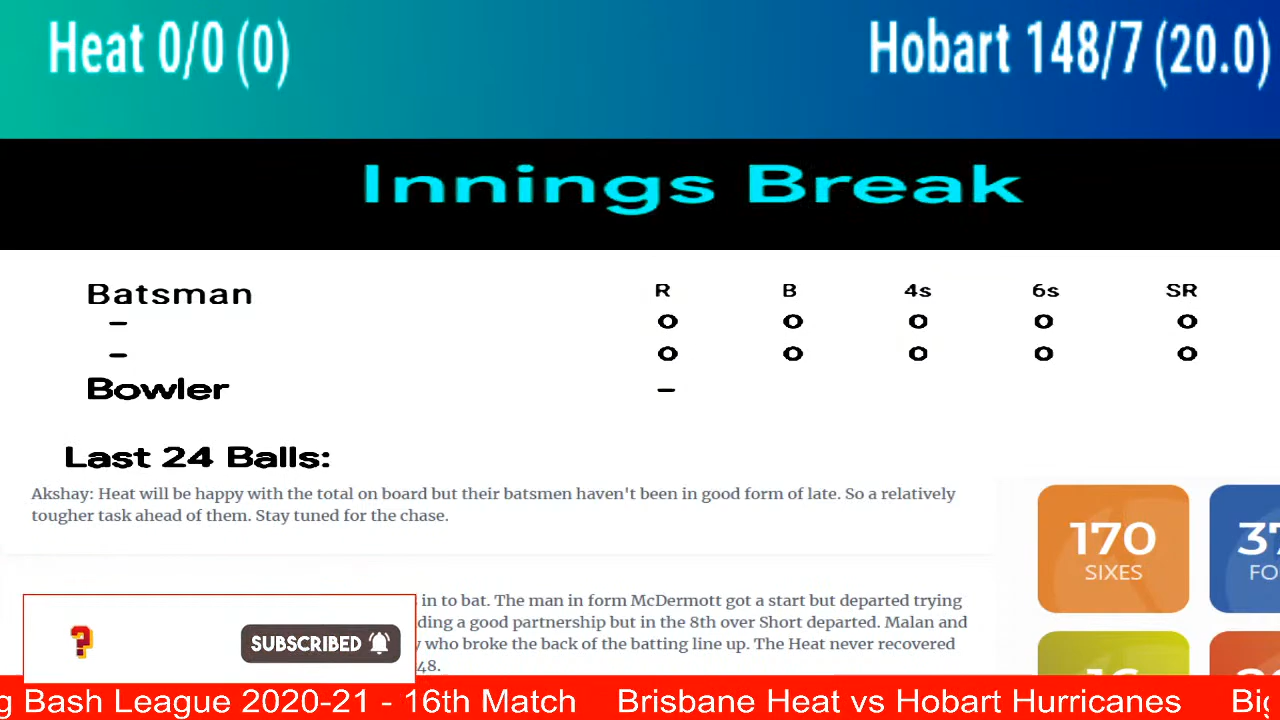 Heat 0/0 (0) Hobart 148/7 (20.0)
Innings Break
Batsman R B 4s 6s SR
– 0 0 0 0 0
– 0 0 0 0 0
Bowler –
Last 24 Balls:
Akshay: Heat will be happy with the total on board but their batsmen haven't been in good form of late. So a relatively
tougher task ahead of them. Stay tuned for the chase.
170
SIXES
in to bat. The man in form McDermott got a start but departed trying
ding a good partnership but in the 8th over Short departed. Malan and
who broke the back of the batting line up. The Heat never recovered
48.
?
SUBSCRIBED
g Bash League 2020-21 - 16th Match Brisbane Heat vs Hobart Hurricanes